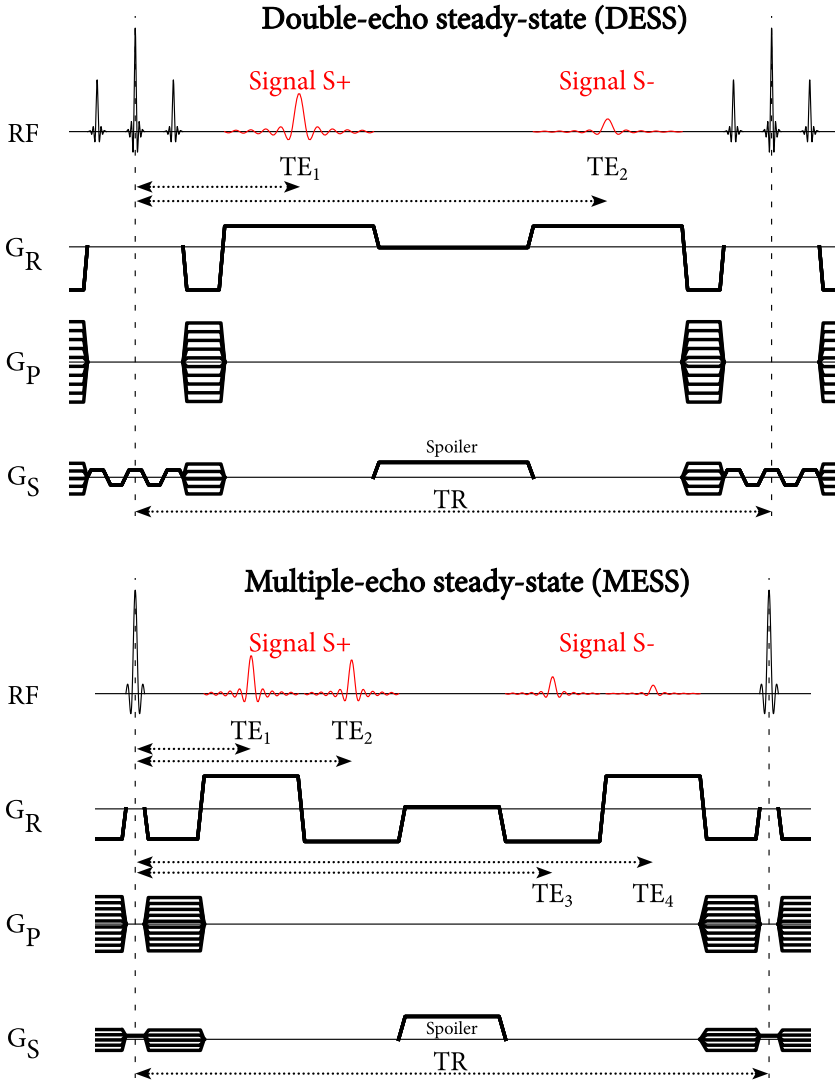 Double-echo steady-state (DESS)
Signal S+ Signal S-
RF
TE1 TE2
GR
GP
Spoiler
GS
TR
Multiple-echo steady-state (MESS)
Signal S+ Signal S-
RF
TE1 TE2
GR
TE3 TE4
GP
Spoiler
GS
TR